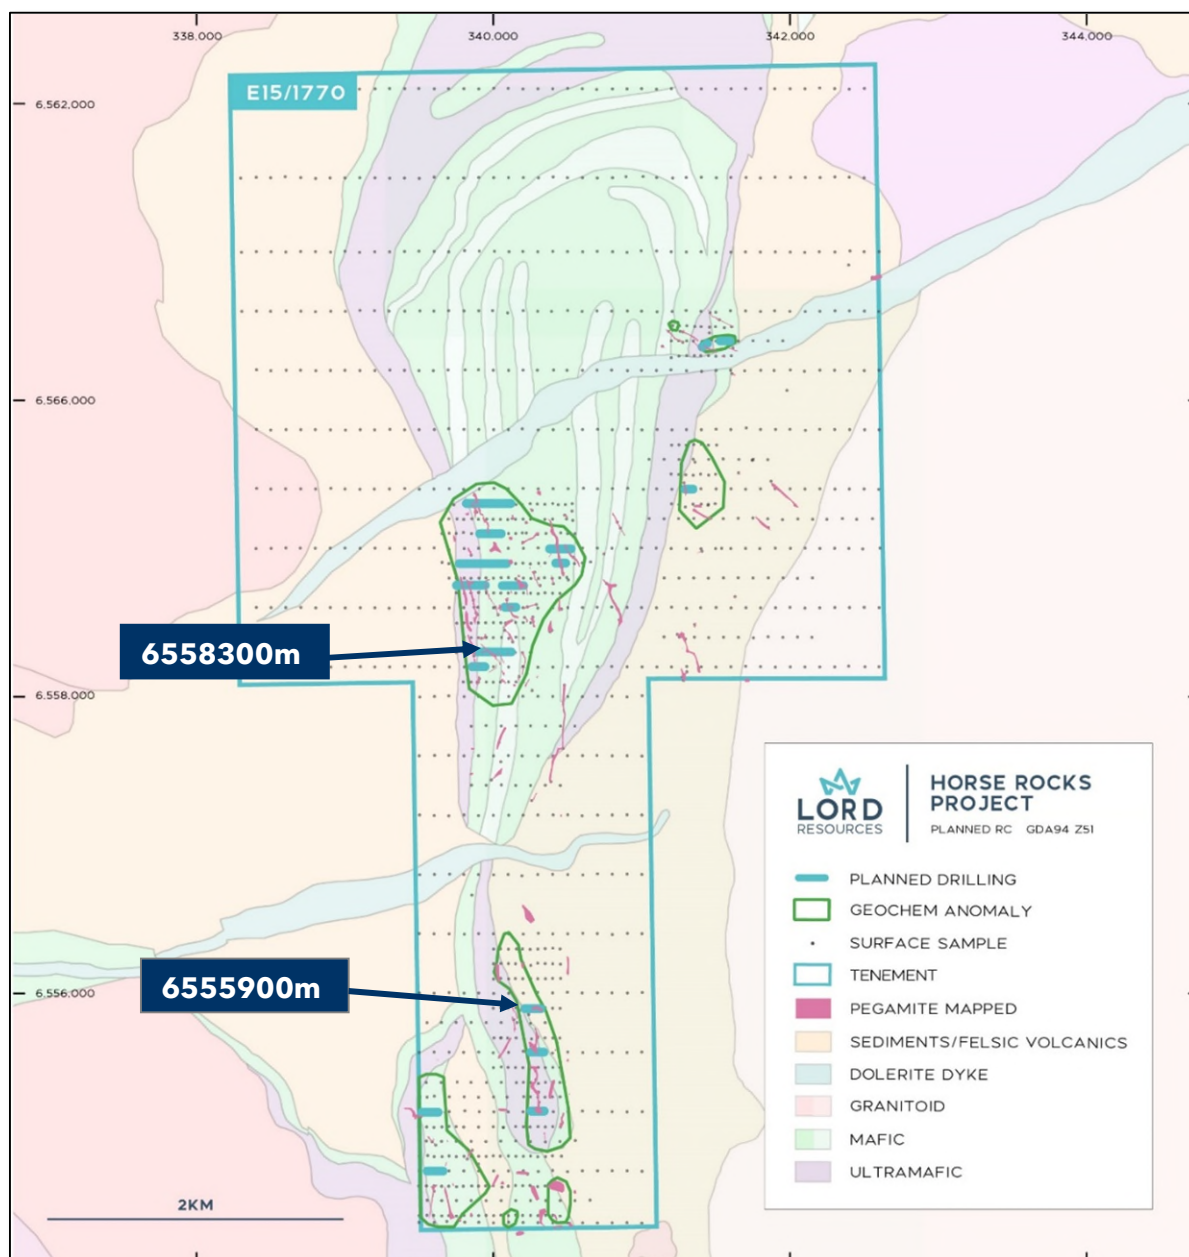 338.000 340.000 342.000 344.000
E15/1770
6.562.000
6.566.000
6558300m
6.558.000
LORD
RESOURCES
HORSE ROCKS
PROJECT
PLANNED RC GDA94 Z51
PLANNED DRILLING
GEOCHEM ANOMALY
SURFACE SAMPLE
6555900m
TENEMENT
6.556.000
PEGAMITE MAPPED
SEDIMENTS/FELSIC VOLCANICS
DOLERITE DYKE
GRANITOID
MAFIC
ULTRAMAFIC
2KM